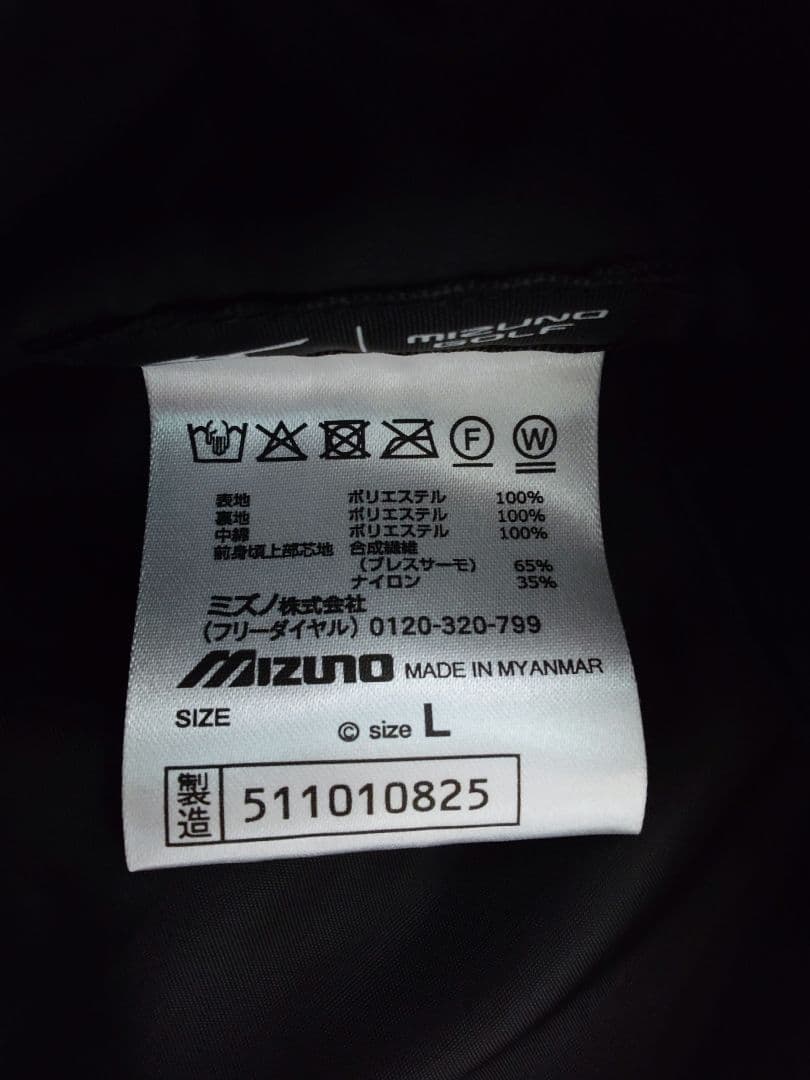 MIZUNO
GOLF
F W
表地 ポリエステル 100%
裏地 ポリエステル 100%
中綿 ポリエステル 100%
前身頃上部芯地 合成繊維
(ブレスサーモ) 65%
ナイロン 35%
ミズノ株式会社
(フリーダイヤル) 0120-320-799
MIZUNO MADE IN MYANMAR
SIZE © size L
製造 511010825